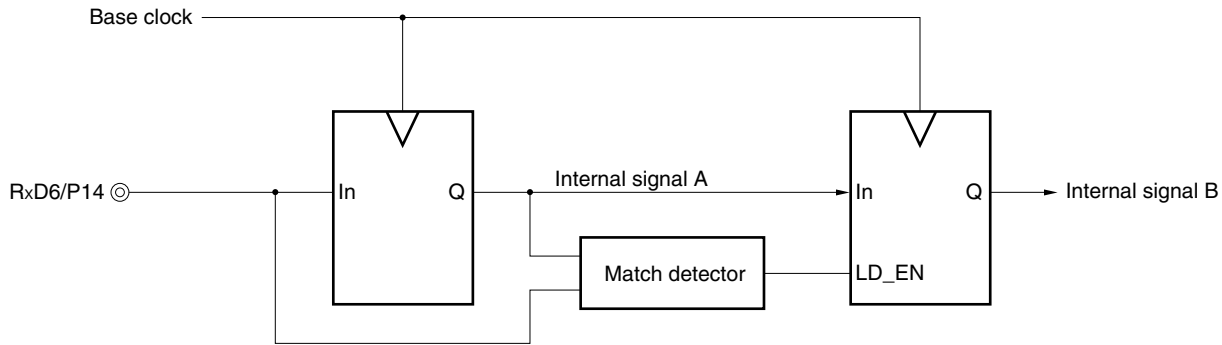 Base clock
RxD6/P14
In
Q
Internal signal A
In
Q
Internal signal B
Match detector
LD_EN